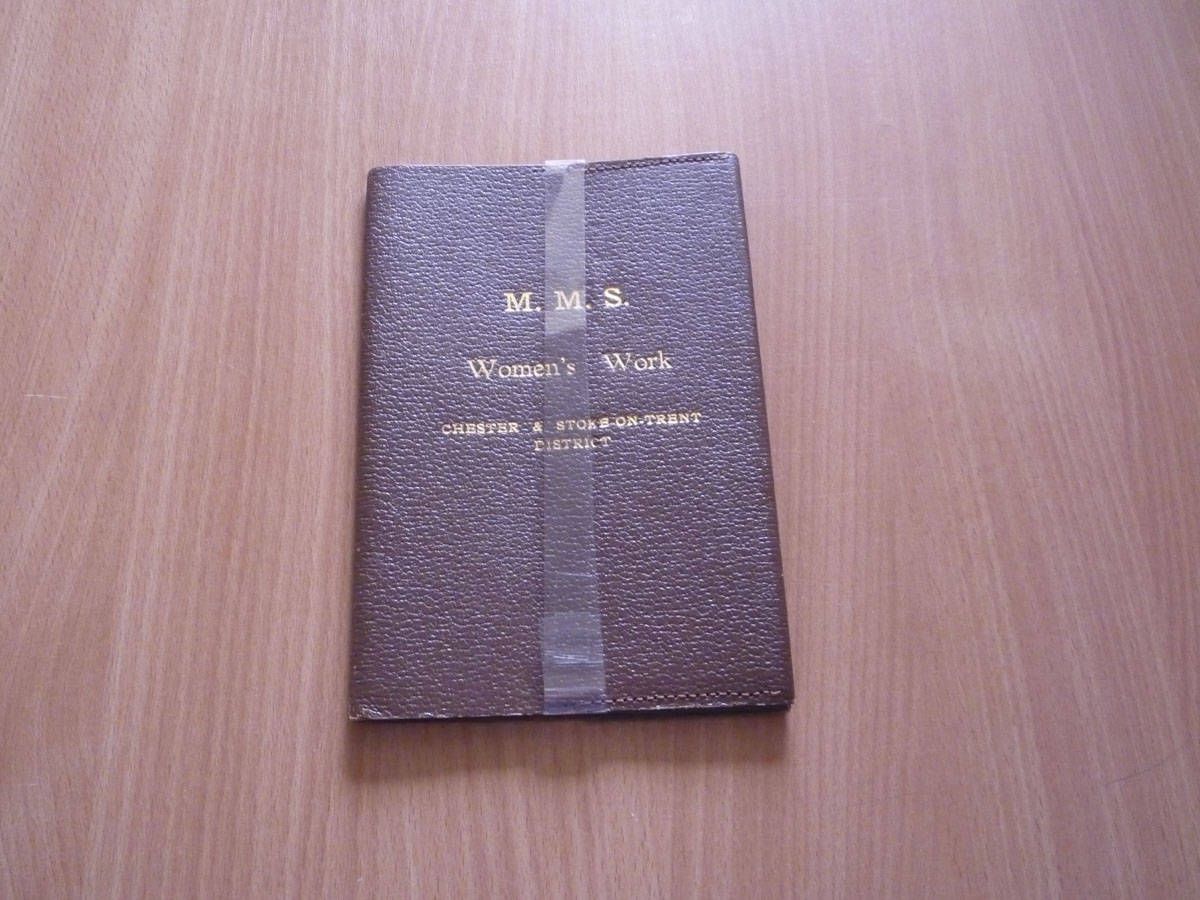 M. M. S.
Women's Work
CHESTER & STOKE-ON-TRENT
DISTRICT